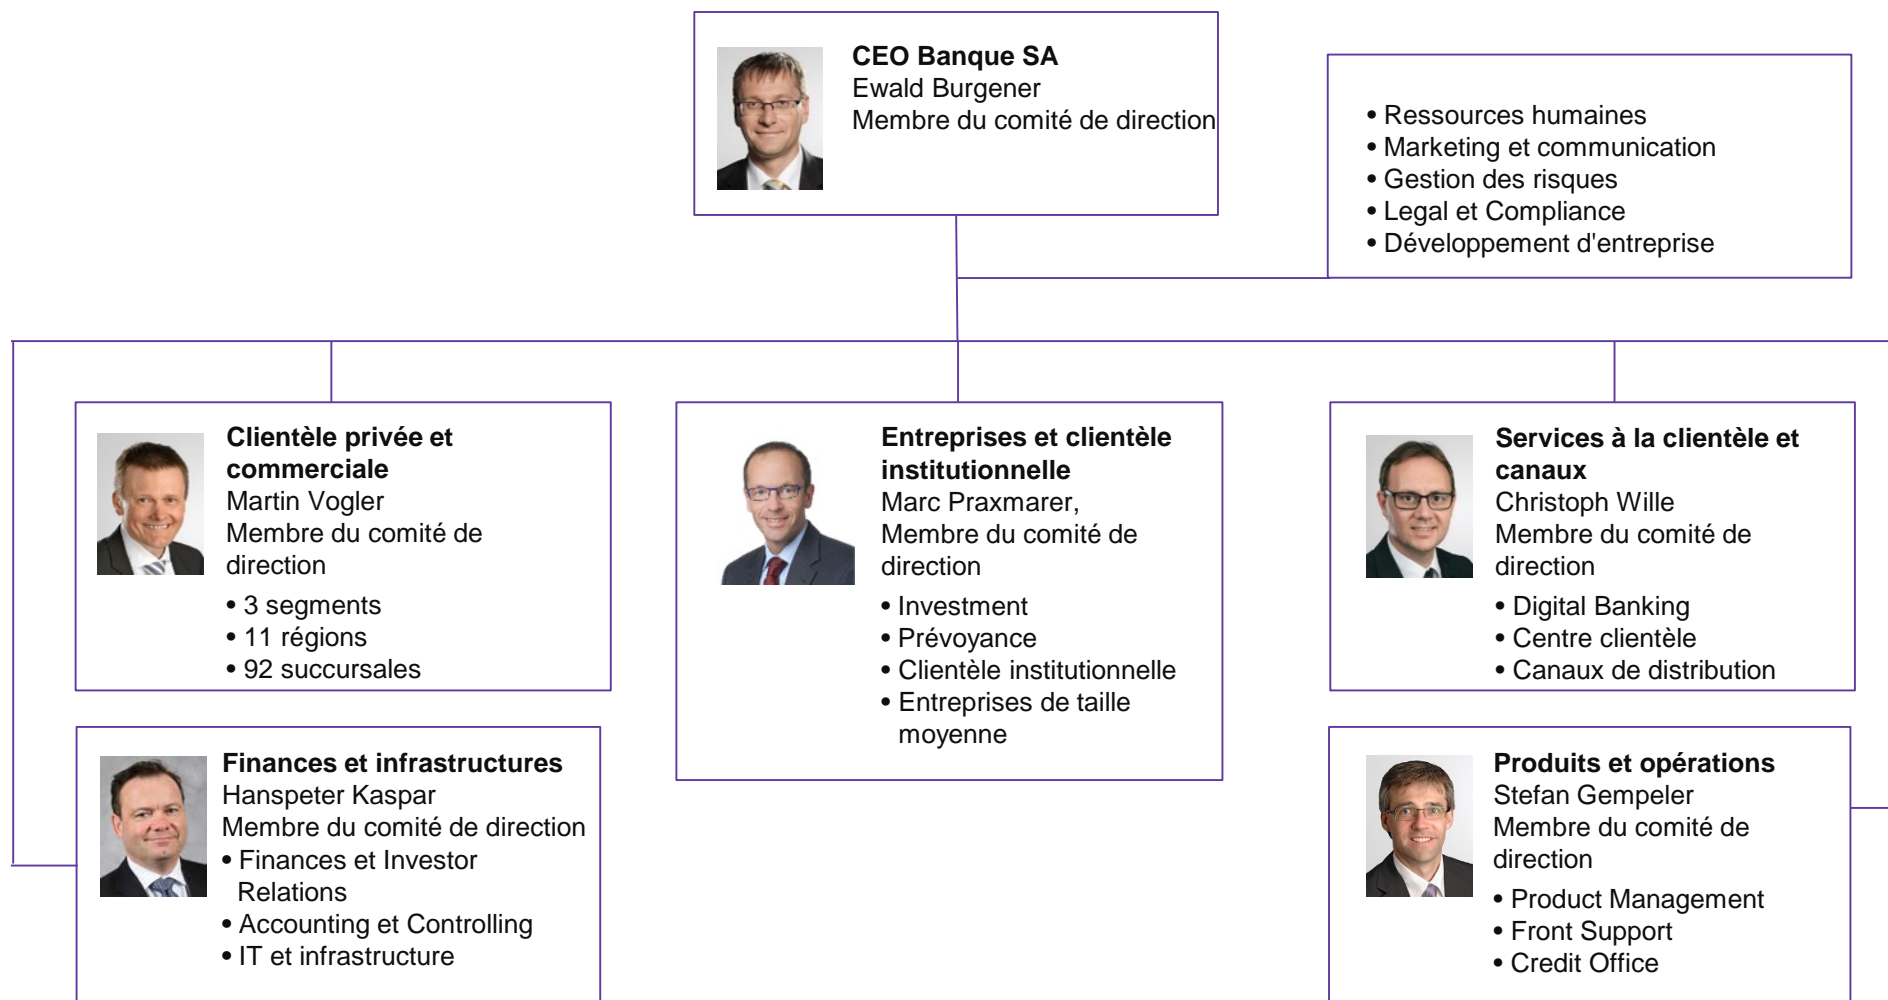 CEO Banque SA
Ewald Burgener
Membre du comité de direction
• Ressources humaines
• Marketing et communication
• Gestion des risques
• Legal et Compliance
• Développement d'entreprise
Clientèle privée et
commerciale
Martin Vogler
Membre du comité de
direction
• 3 segments
• 11 régions
• 92 succursales
Entreprises et clientèle
institutionnelle
Marc Praxmarer,
Membre du comité de
direction
• Investment
• Prévoyance
• Clientèle institutionnelle
• Entreprises de taille
moyenne
Services à la clientèle et
canaux
Christoph Wille
Membre du comité de
direction
• Digital Banking
• Centre clientèle
• Canaux de distribution
Finances et infrastructures
Hanspeter Kaspar
Membre du comité de direction
• Finances et Investor
Relations
• Accounting et Controlling
• IT et infrastructure
Produits et opérations
Stefan Gempeler
Membre du comité de
direction
• Product Management
• Front Support
• Credit Office